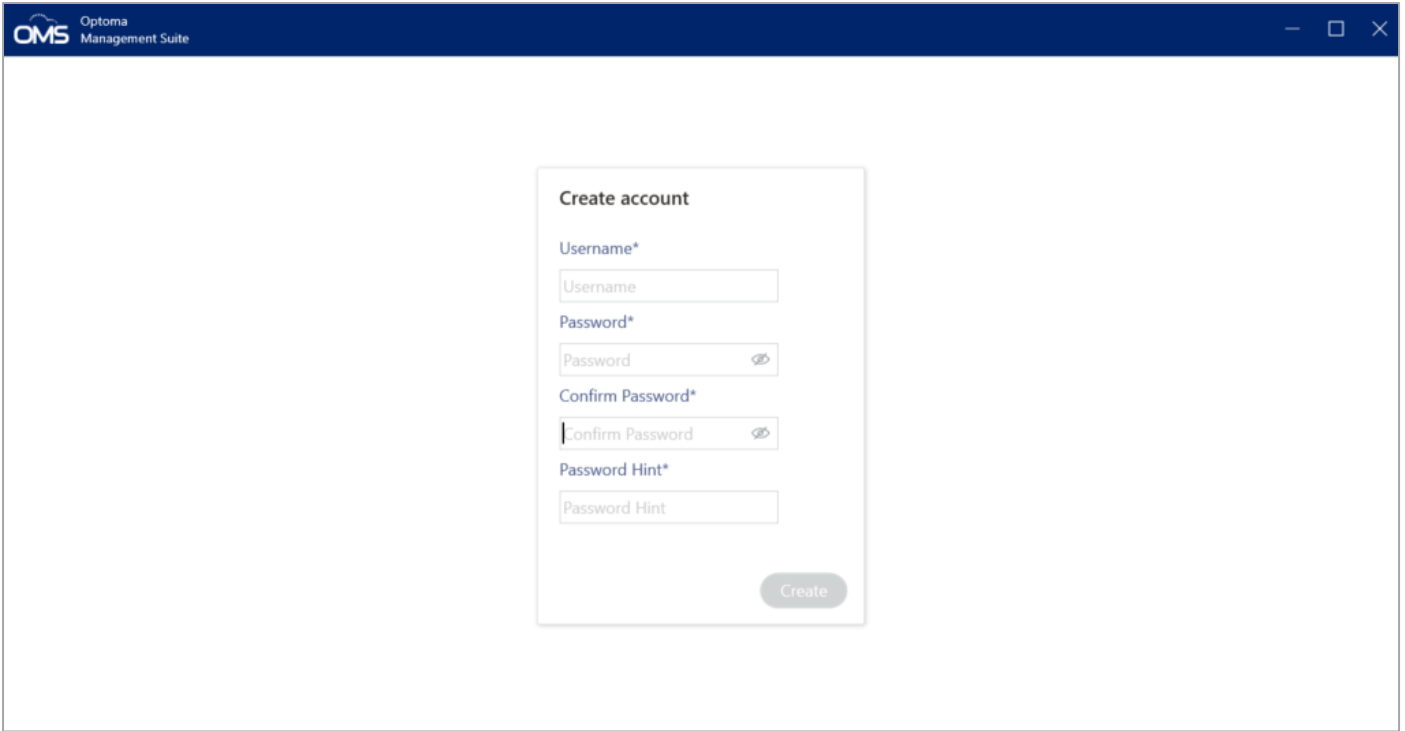 OMS
Optoma
Management Suite
Create account
Username*
Username
Password*
Password
Confirm Password*
Confirm Password
Password Hint*
Password Hint
Create